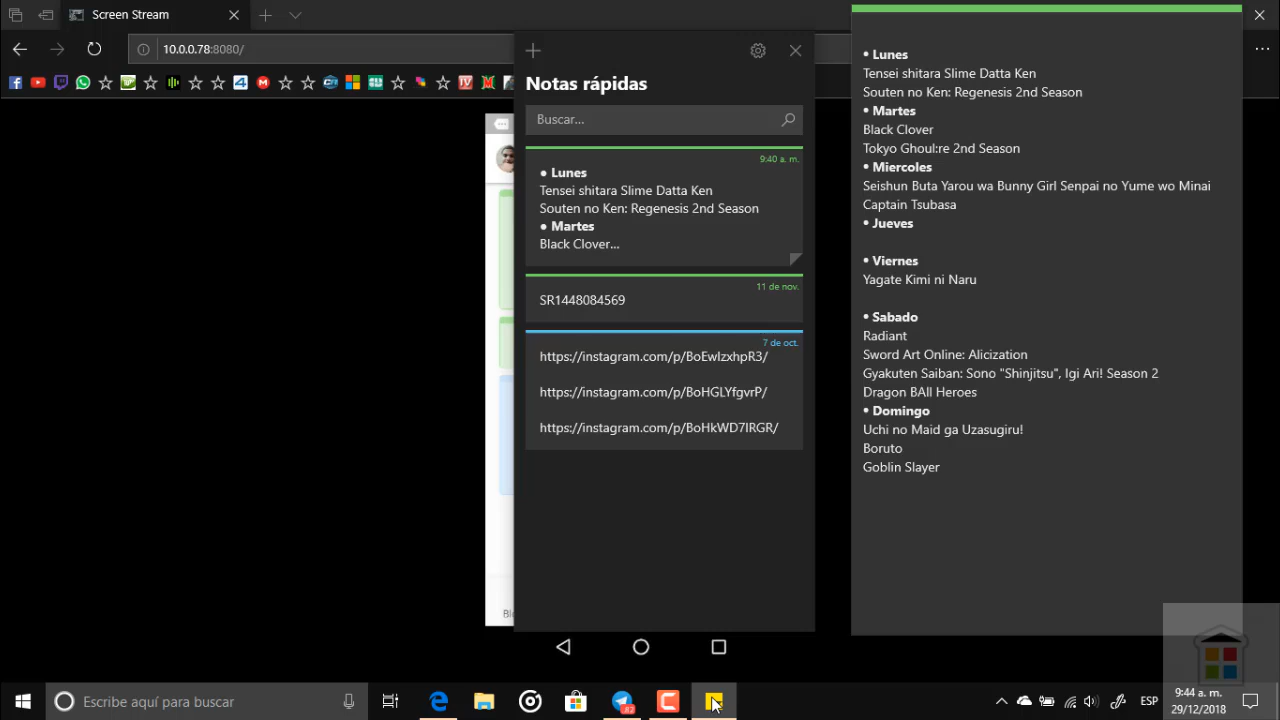 Screen Stream
10.0.0.78:8080/
Notas rápidas
Buscar...
9:40 a. m.
● Lunes
Tensei shitara Slime Datta Ken
Souten no Ken: Regenesis 2nd Season
● Martes
Black Clover...
11 de nov.
SR1448084569
7 de oct.
https://instagram.com/p/BoEwIzxhpR3/
https://instagram.com/p/BoHGLYfgvrP/
https://instagram.com/p/BoHkWD7IRGR/
• Lunes
Tensei shitara Slime Datta Ken
Souten no Ken: Regenesis 2nd Season
• Martes
Black Clover
Tokyo Ghoul:re 2nd Season
• Miercoles
Seishun Buta Yarou wa Bunny Girl Senpai no Yume wo Minai
Captain Tsubasa
• Jueves
• Viernes
Yagate Kimi ni Naru
• Sabado
Radiant
Sword Art Online: Alicization
Gyakuten Saiban: Sono "Shinjitsu", Igi Ari! Season 2
Dragon BAll Heroes
• Domingo
Uchi no Maid ga Uzasugiru!
Boruto
Goblin Slayer
Escribe aquí para buscar
ESP
9:44 a. m.
29/12/2018